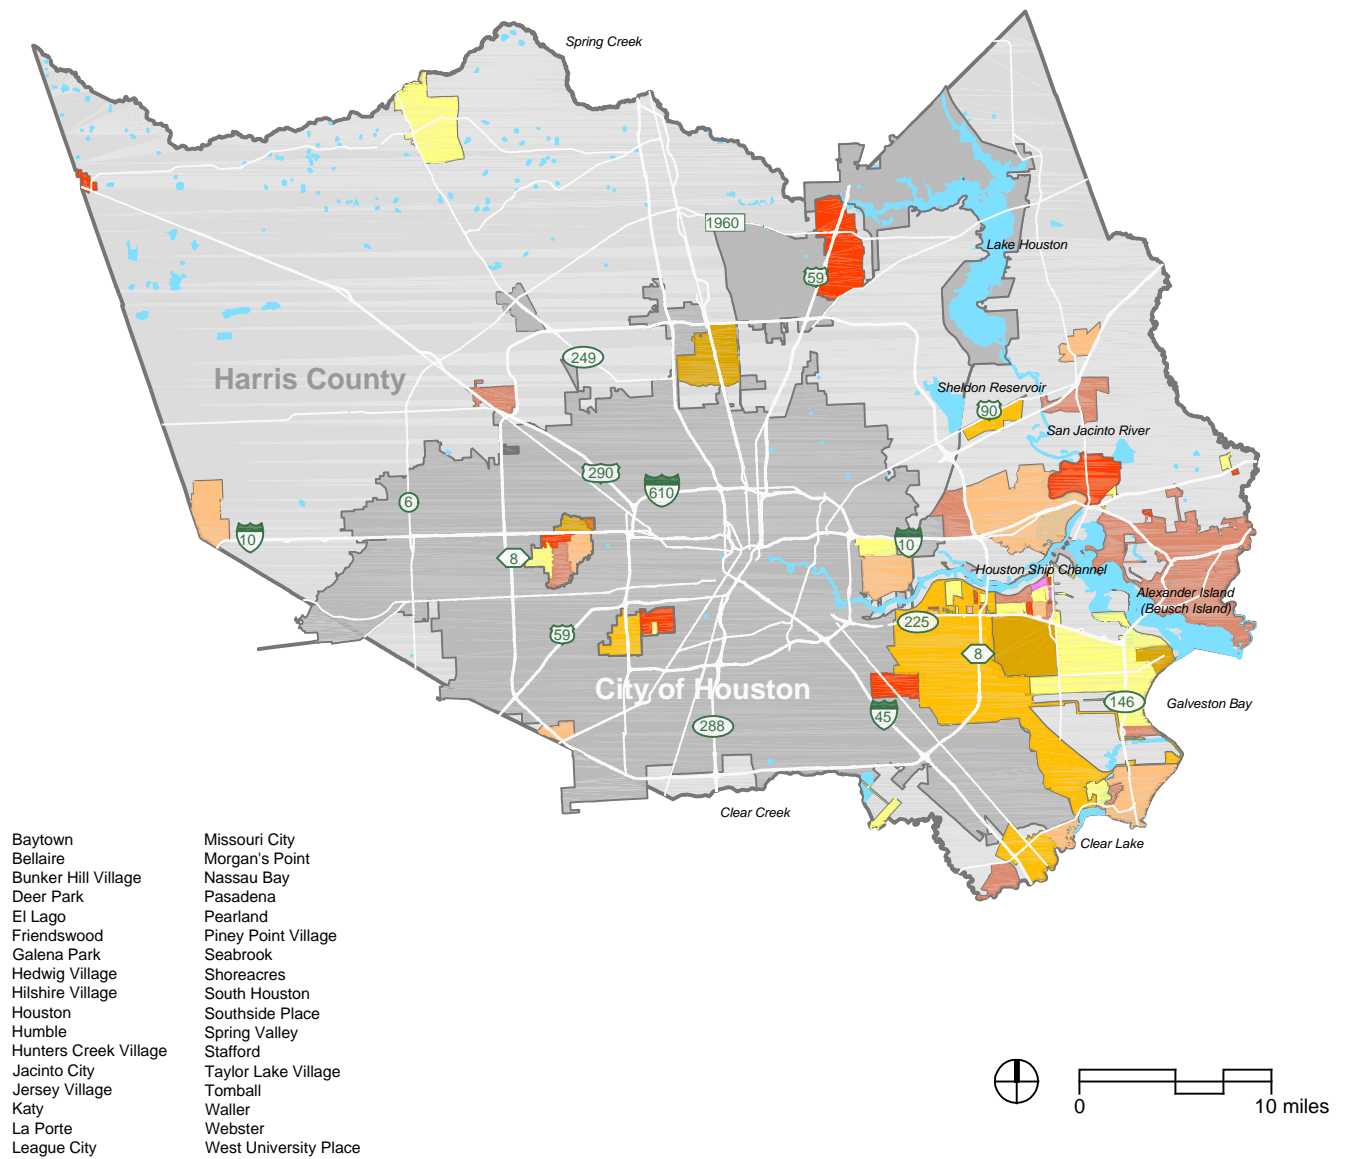 Spring Creek
1960
Lake Houston
59
249
Harris County
Sheldon Reservoir
90
San Jacinto River
290
610
6
10
10
8
Houston Ship Channel
Alexander Island
(Beusch Island)
225
59
8
City of Houston
146
Galveston Bay
45
288
Clear Creek
Clear Lake
Baytown
Bellaire
Bunker Hill Village
Deer Park
El Lago
Friendswood
Galena Park
Hedwig Village
Hilshire Village
Houston
Humble
Hunters Creek Village
Jacinto City
Jersey Village
Katy
La Porte
League City
Missouri City
Morgan's Point
Nassau Bay
Pasadena
Pearland
Piney Point Village
Seabrook
Shoreacres
South Houston
Southside Place
Spring Valley
Stafford
Taylor Lake Village
Tomball
Waller
Webster
West University Place
0 10 miles